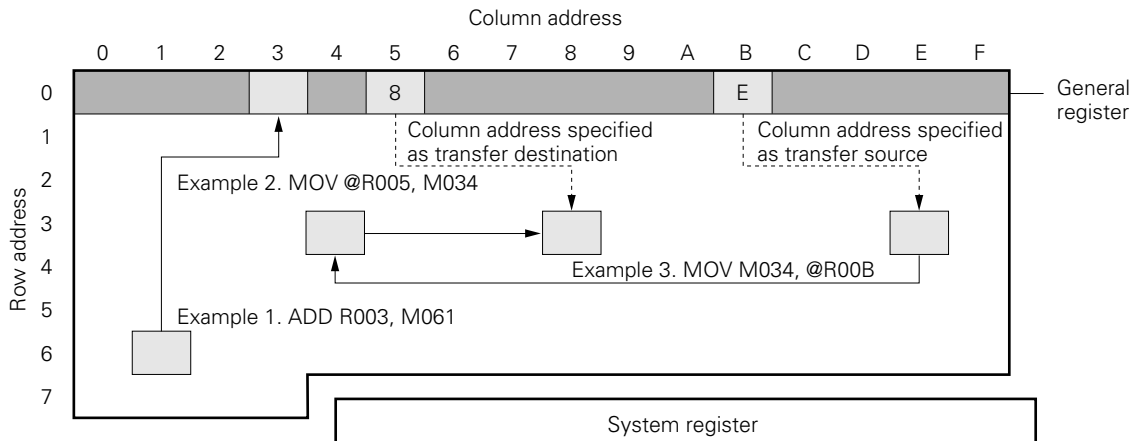 Column address
0 1 2 3 4 5 6 7 8 9 A B C D E F
0 8 E General
register
1 Column address specified Column address specified
as transfer destination as transfer source
2 Example 2. MOV @R005, M034
Row address
3
4 Example 3. MOV M034, @R00B
5 Example 1. ADD R003, M061
6
7
System register